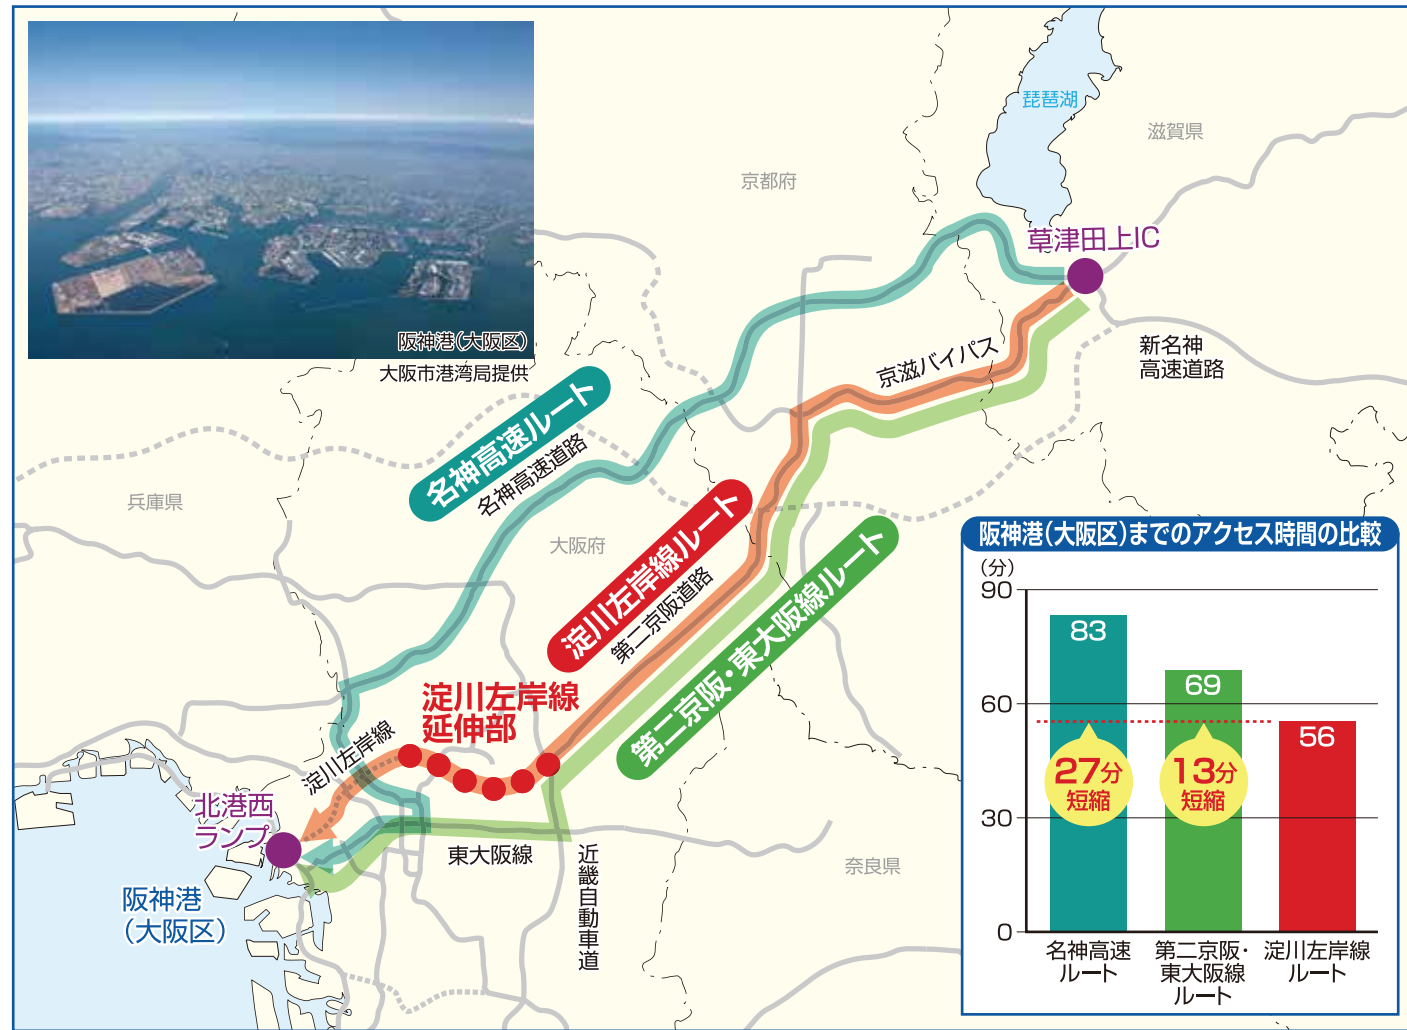 琵琶湖
滋賀県
京都府
草津田上IC
新名神
高速道路
京滋バイパス
阪神港(大阪区)
大阪市港湾局提供
名神高速ルート
名神高速道路
兵庫県
大阪府
淀川左岸線ルート
第二京阪道路
第二京阪・東大阪線ルート
淀川左岸線
延伸部
淀川左岸線
北港西
ランプ
阪神港
(大阪区)
東大阪線
近畿自動車道
奈良県
阪神港(大阪区)までのアクセス時間の比較
(分)
90
60
30
0
83
69
56
27分
短縮
13分
短縮
名神高速
ルート
第二京阪・
東大阪線
ルート
淀川左岸線
ルート